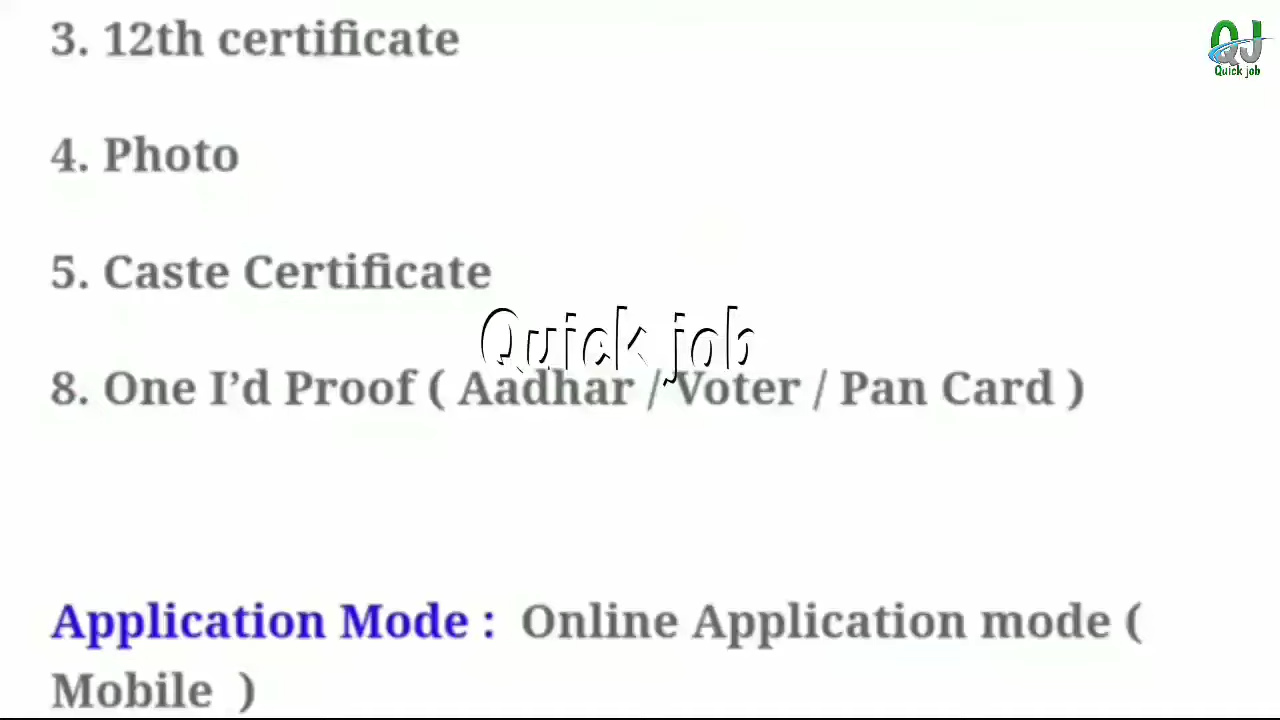 3. 12th certificate
QJ
Quick job
4. Photo
5. Caste Certificate
Quick job
8. One I’d Proof ( Aadhar / Voter / Pan Card )
Application Mode : Online Application mode (
Mobile )